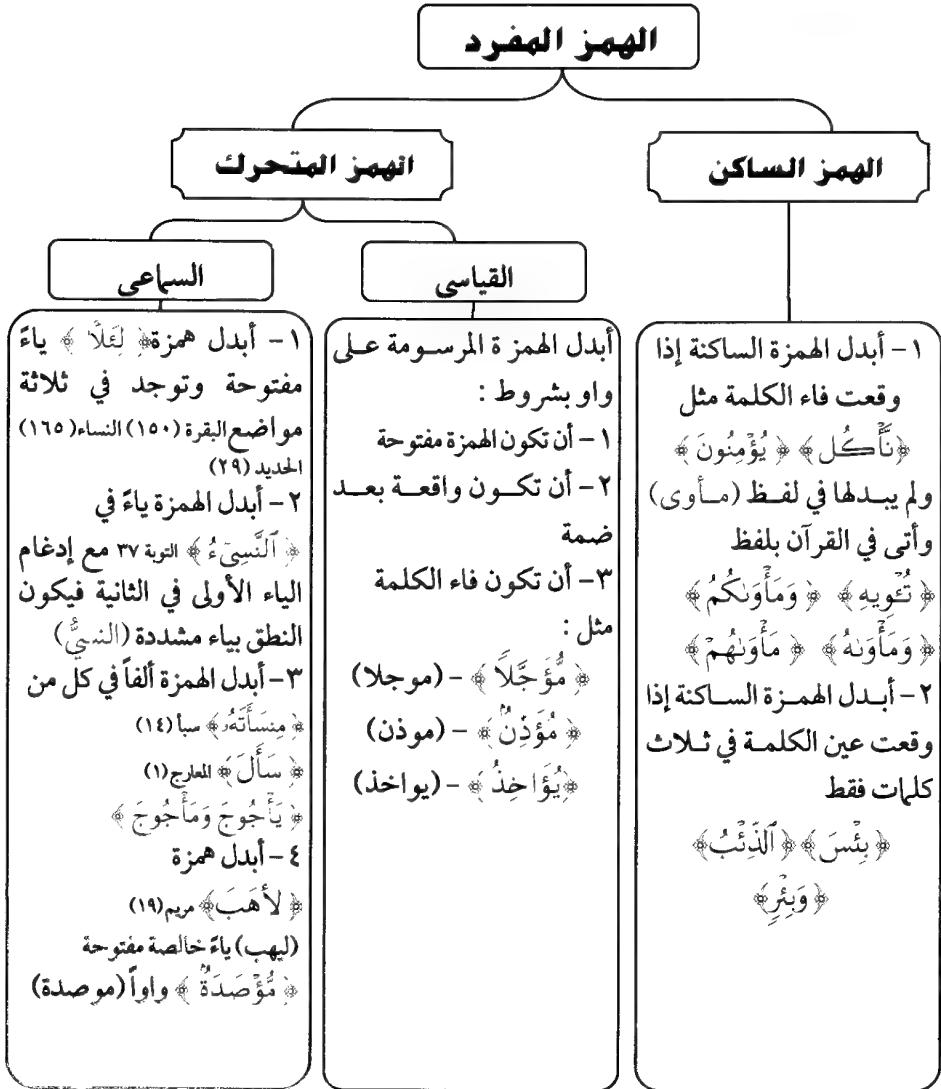 الهمز المفرد
الهمز الساكن
١- أبدل الهمزة الساكنة إذا
وقعت فاء الكلمة مثل
﴿نَّأْكُل﴾ ﴿يُؤْمِنُونَ﴾
ولم يبدلها في لفظ (مأوى)
وأتى في القرآن بلفظ
﴿تُـْٔوِيهِ﴾ ﴿وَمَأْوَىٰكُمُ﴾
﴿وَمَأْوَىٰهُ﴾ ﴿مَأْوَىٰهُمْ﴾
٢- أبدل الهمزة الساكنة إذا
وقعت عين الكلمة في ثلاث
كلمات فقط
﴿بِئْسَ﴾ ﴿ٱلذِّئْبُ﴾
﴿وَبِئْرٍ﴾
الهمز المتحرك
القياسى
أبدل الهمزة المرسومة على
واو بشروط :
١- أن تكون الهمزة مفتوحة
٢- أن تكون واقعة بعد
ضمة
٣- أن تكون فاء الكلمة
مثل :
﴿مُّؤَجَّلًا﴾ - (موجلا)
﴿مُؤَذِّنٌ﴾ - (موذن)
﴿يُؤَاخِذُ﴾ - (يواخذ)
السماعى
١- أبدل همزة ﴿لِئَلَّا﴾ ياءً
مفتوحة وتوجد في ثلاثة
مواضع البقرة (١٥٠) النساء (١٦٥)
الحديد (٢٩)
٢- أبدل الهمزة ياءً في
﴿ٱلنَّسِىٓءُ﴾ التوبة ٣٧ مع إدغام
الياء الأولى في الثانية فيكون
النطق بياء مشددة (النسيُّ)
٣- أبدل الهمزة ألفاً في كل من
﴿مِنسَأَتَهُۥ﴾ سبأ (١٤)
﴿سَأَلَ﴾ المعارج (١)
﴿يَأْجُوجَ وَمَأْجُوجَ﴾
٤- أبدل همزة
﴿لِأَهَبَ﴾ مريم (١٩)
(ليهب) ياءً خالصة مفتوحة
﴿مُّؤْصَدَةٌ﴾ واواً (موصدة)